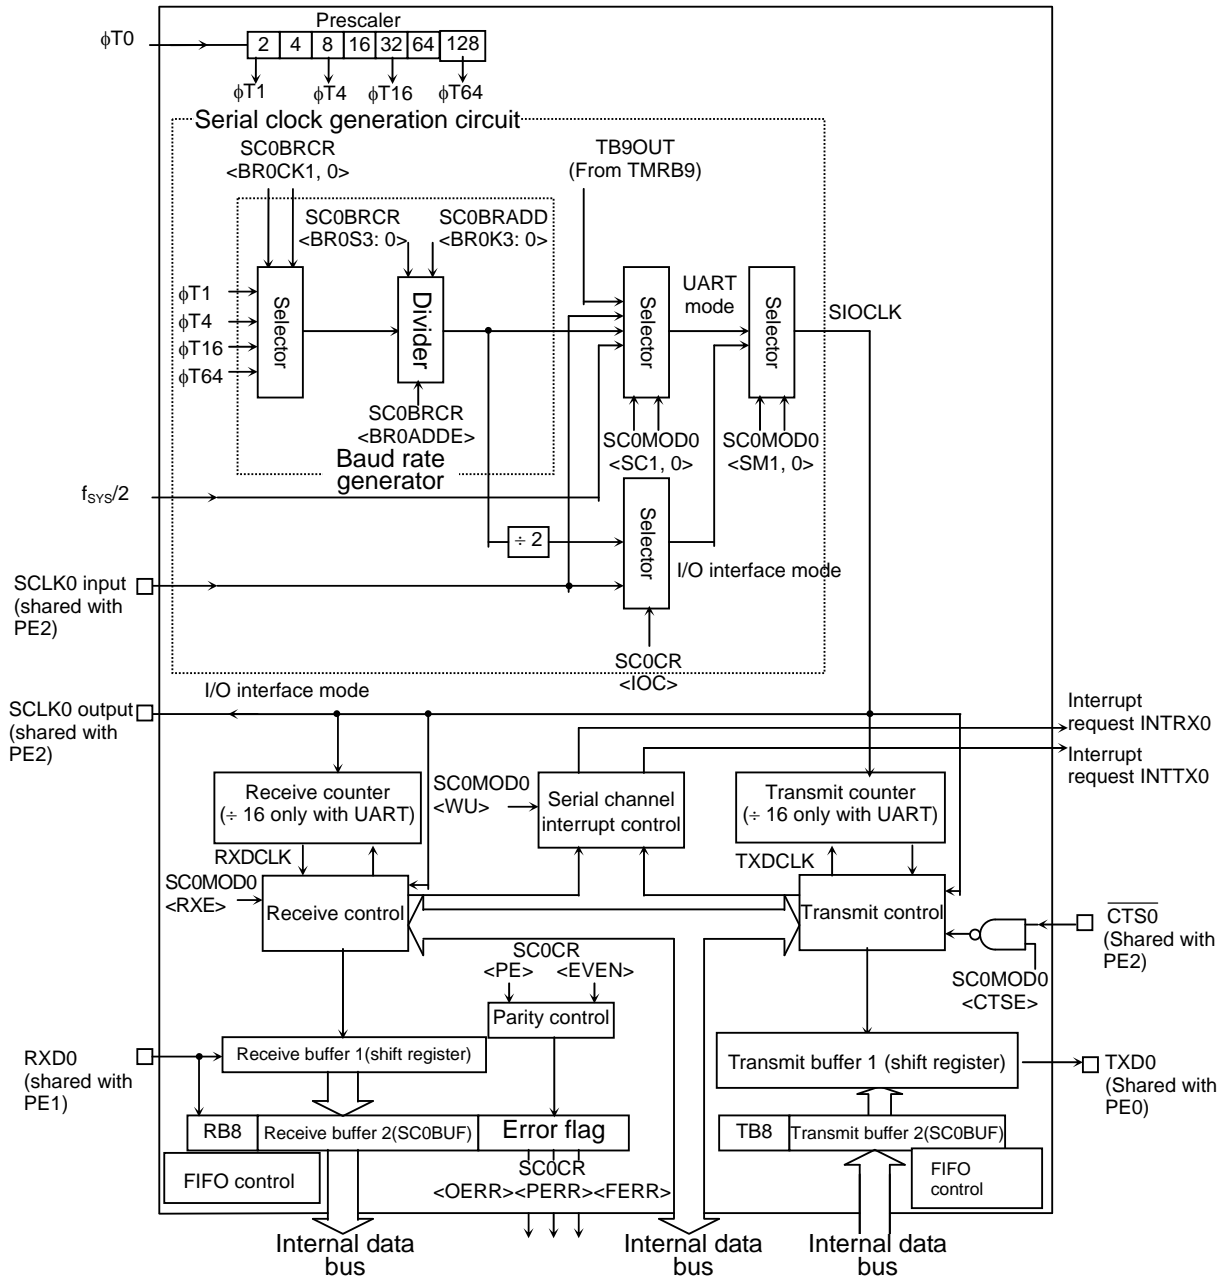 Prescaler
ϕT0
2 4 8 16 32 64 128
ϕT1 ϕT4 ϕT16 ϕT64
Serial clock generation circuit
SC0BRCR
<BR0CK1, 0>
TB9OUT
(From TMRB9)
SC0BRCR
<BR0S3: 0>
SC0BRADD
<BR0K3: 0>
ϕT1
ϕT4
ϕT16
ϕT64
Selector
Divider
Selector
UART
mode
Selector
SIOCLK
SC0BRCR
<BR0ADDE>
Baud rate
generator
SC0MOD0
<SC1, 0>
SC0MOD0
<SM1, 0>
fSYS/2
÷ 2
Selector
I/O interface mode
SCLK0 input
(shared with
PE2)
SC0CR
<IOC>
I/O interface mode
SCLK0 output
(shared with
PE2)
Interrupt
request INTRX0
Interrupt
request INTTX0
Receive counter
(÷ 16 only with UART)
SC0MOD0
<WU>
Serial channel
interrupt control
Transmit counter
(÷ 16 only with UART)
RXDCLK
TXDCLK
SC0MOD0
<RXE>
Receive control
Transmit control
CTS0
(Shared with
PE2)
SC0MOD0
<CTSE>
SC0CR
<PE> <EVEN>
Parity control
RXD0
(shared with
PE1)
Receive buffer 1(shift register)
Transmit buffer 1 (shift register)
TXD0
(Shared with
PE0)
RB8 Receive buffer 2(SC0BUF) Error flag
TB8 Transmit buffer 2(SC0BUF)
FIFO control
SC0CR
<OERR><PERR><FERR>
FIFO
control
Internal data
bus
Internal data
bus
Internal data
bus